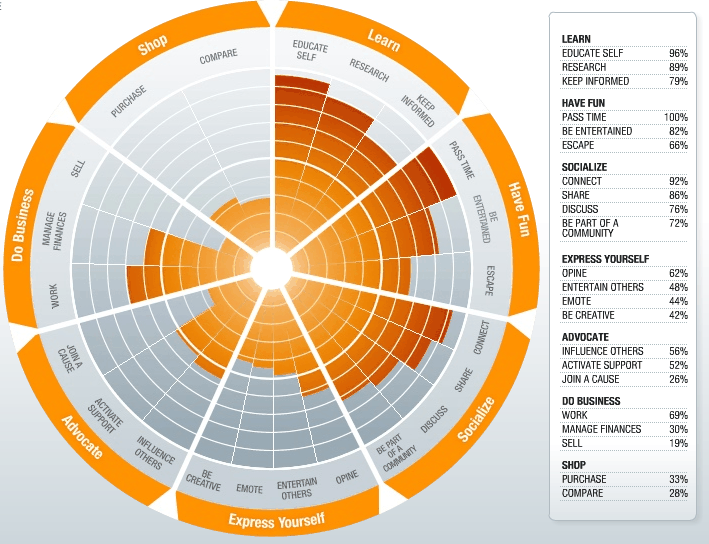 Shop
Learn
Have Fun
Socialize
Express Yourself
Advocate
Do Business
COMPARE
PURCHASE
EDUCATE
SELF
RESEARCH
KEEP
INFORMED
PASS TIME
BE
ENTERTAINED
ESCAPE
CONNECT
SHARE
DISCUSS
BE PART
OF A
COMMUNITY
OPINE
ENTERTAIN
OTHERS
EMOTE
BE
CREATIVE
INFLUENCE
OTHERS
ACTIVATE
SUPPORT
JOIN A
CAUSE
WORK
MANAGE
FINANCES
SELL
LEARN
EDUCATE SELF 96%
RESEARCH 89%
KEEP INFORMED 79%
HAVE FUN
PASS TIME 100%
BE ENTERTAINED 82%
ESCAPE 66%
SOCIALIZE
CONNECT 92%
SHARE 86%
DISCUSS 76%
BE PART OF A 72%
COMMUNITY
EXPRESS YOURSELF
OPINE 62%
ENTERTAIN OTHERS 48%
EMOTE 44%
BE CREATIVE 42%
ADVOCATE
INFLUENCE OTHERS 56%
ACTIVATE SUPPORT 52%
JOIN A CAUSE 26%
DO BUSINESS
WORK 69%
MANAGE FINANCES 30%
SELL 19%
SHOP
PURCHASE 33%
COMPARE 28%